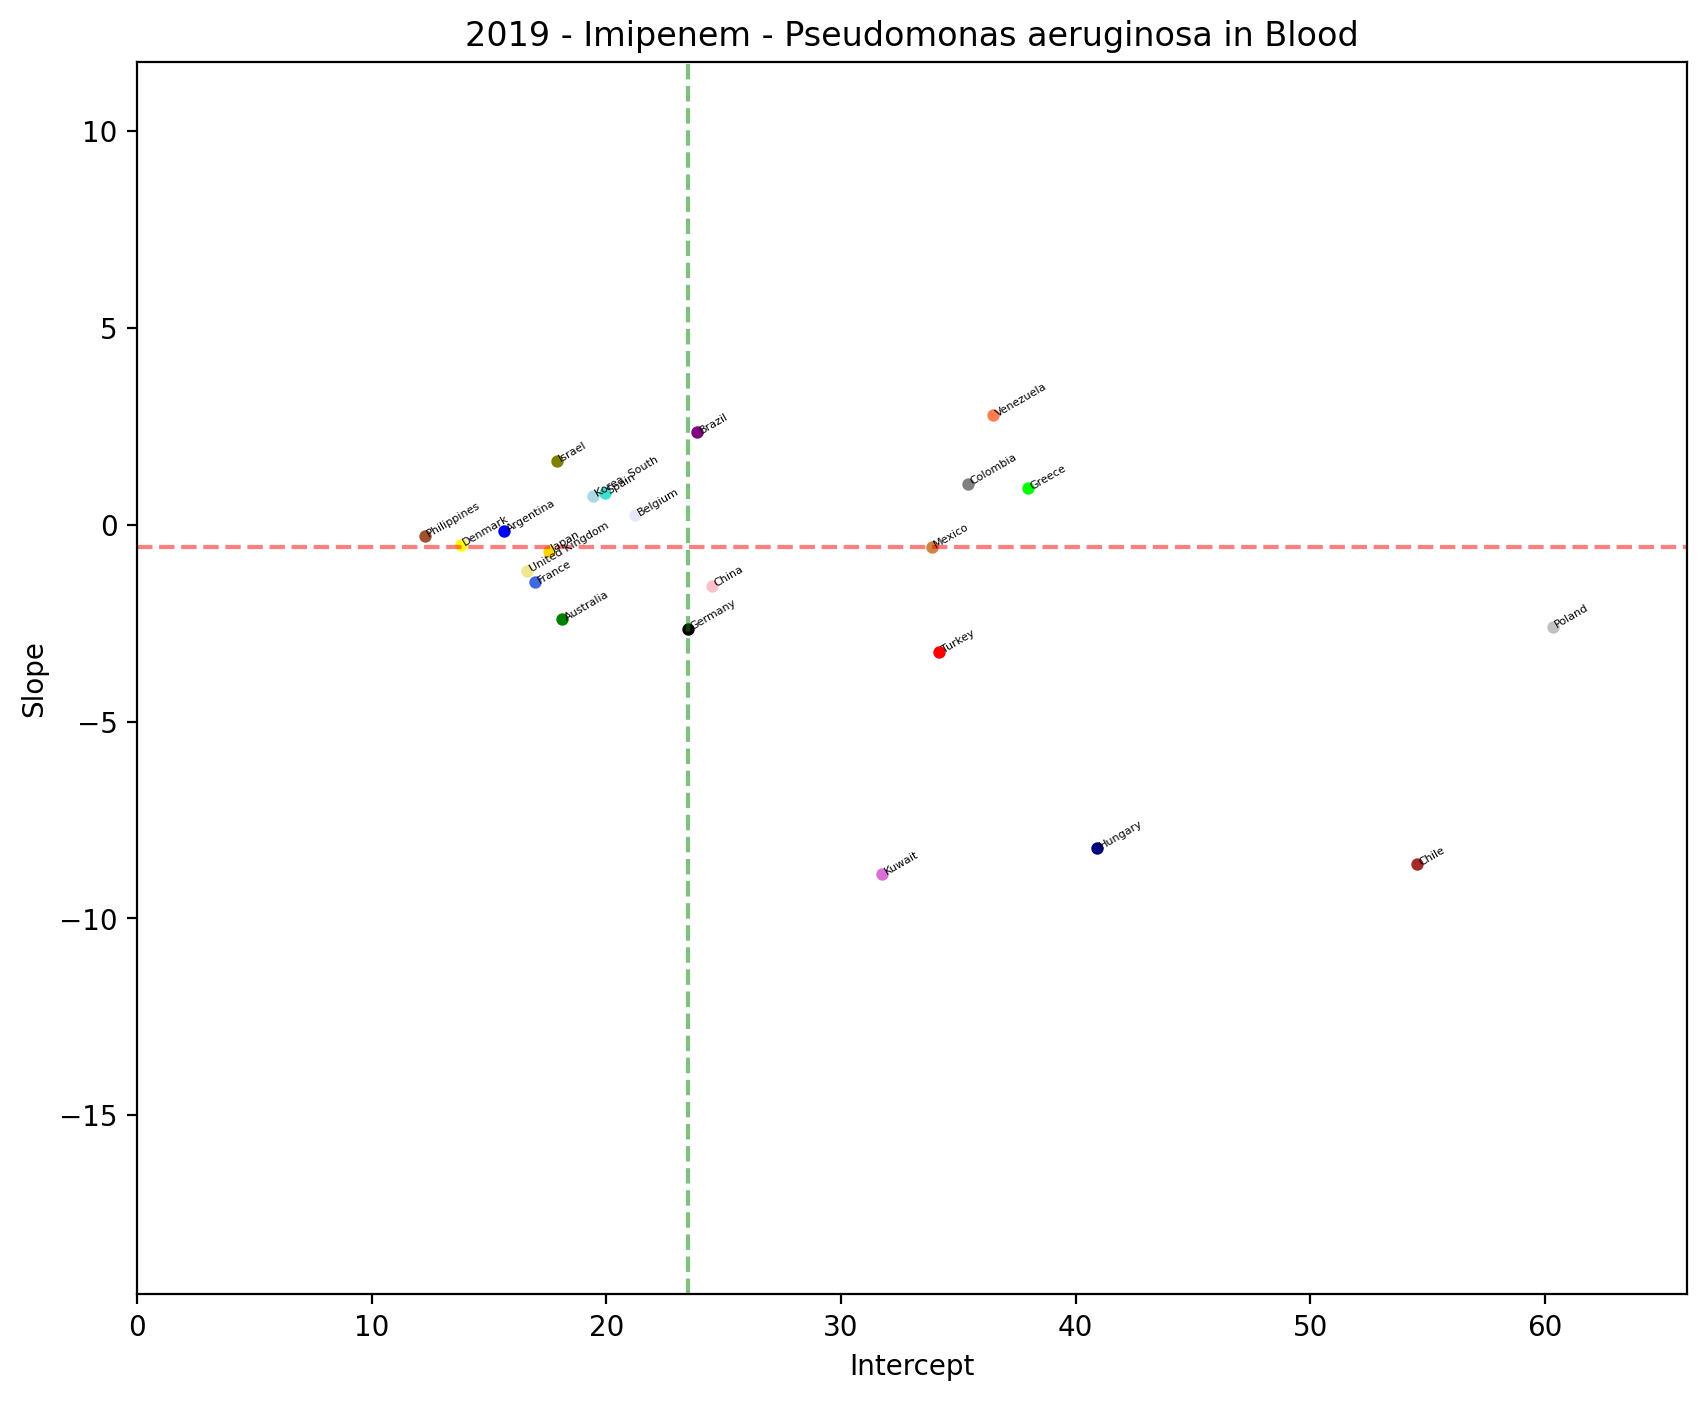 2019 - Imipenem - Pseudomonas aeruginosa in Blood
10
5
0
−5
−10
−15
Slope
Venezuela
Brazil
Israel
Colombia
Greece
Korea, South
Spain
Belgium
Philippines
Denmark
Argentina
Japan
United Kingdom
France
Mexico
China
Australia
Germany
Poland
Turkey
Hungary
Chile
Kuwait
0
10
20
30
40
50
60
Intercept